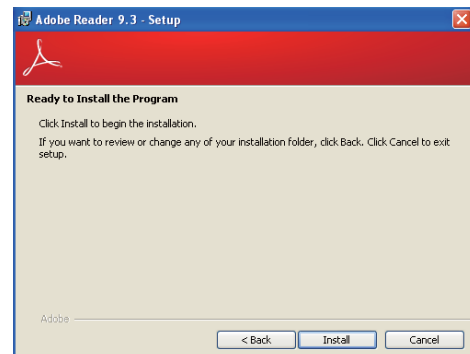 Adobe Reader 9.3 - Setup
Ready to Install the Program
Click Install to begin the installation.
If you want to review or change any of your installation folder, click Back. Click Cancel to exit
setup.
Adobe
< Back Install Cancel